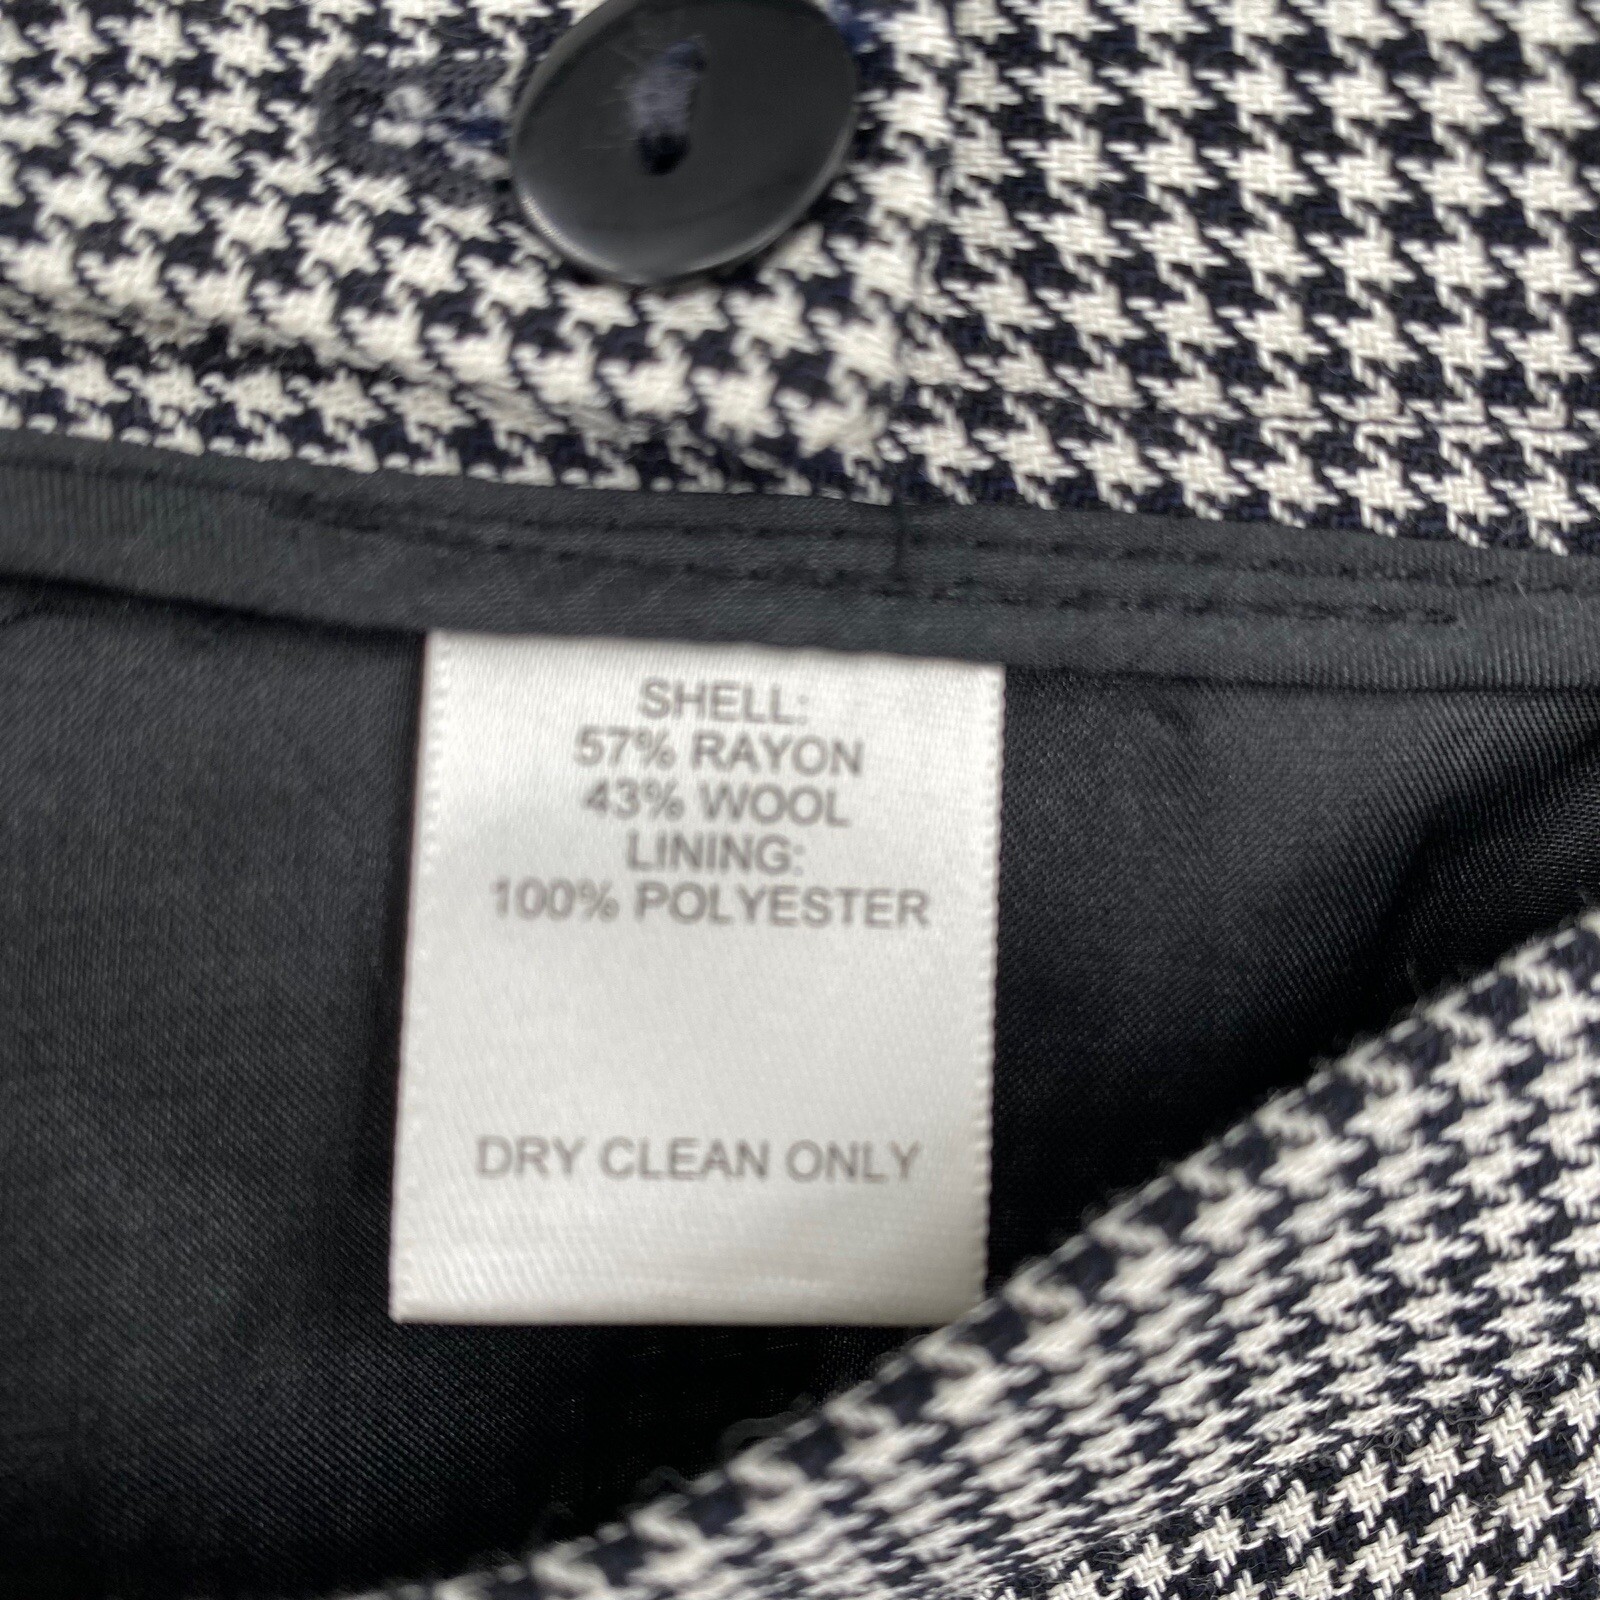 SHELL:
57% RAYON
43% WOOL
LINING:
100% POLYESTER
DRY CLEAN ONLY